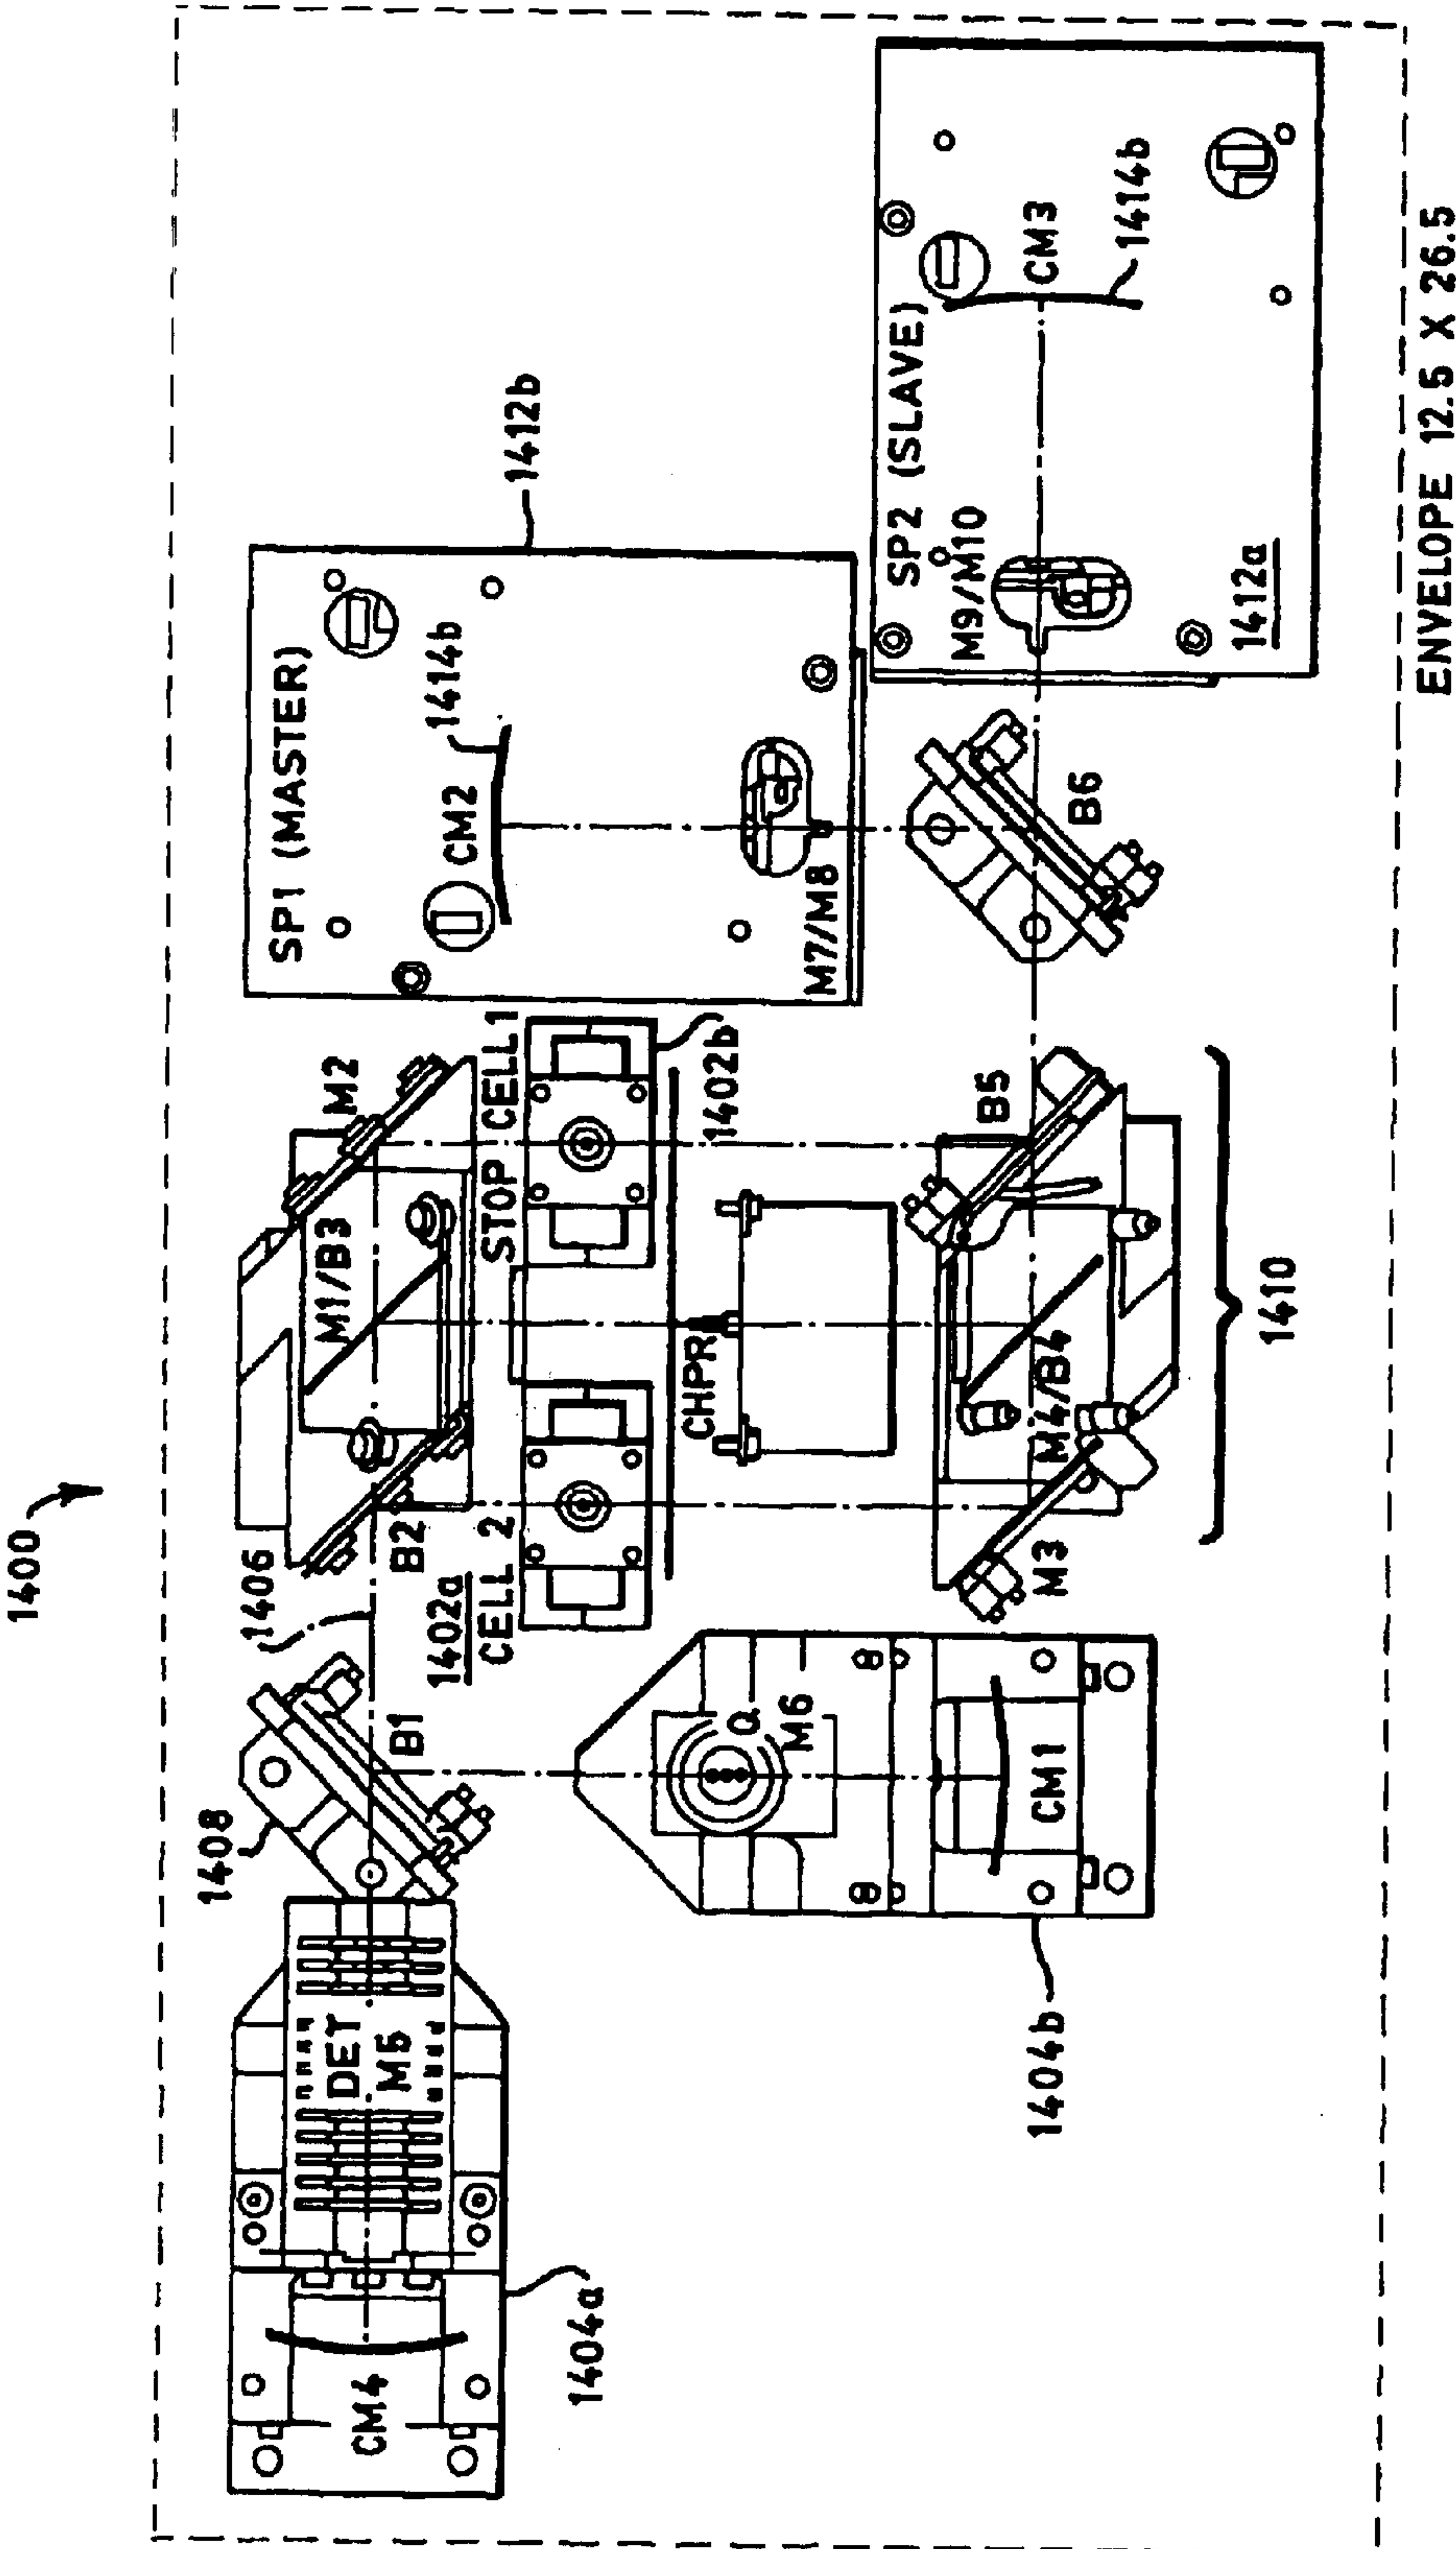 1400
CM4
1404a
DET
M5
1408
B1
1406
B2
1402a
CELL 2
M1/B3
M2
STOP CELL1
1402b
CHPR
Q
M6
CM1
1404b
M3
M4/B4
B5
1410
SP1 (MASTER)
CM2
1414b
M7/M8
1412b
B6
SP2 (SLAVE)
M9/M10
CM3
1414b
1412a
ENVELOPE 12.5 X 26.5